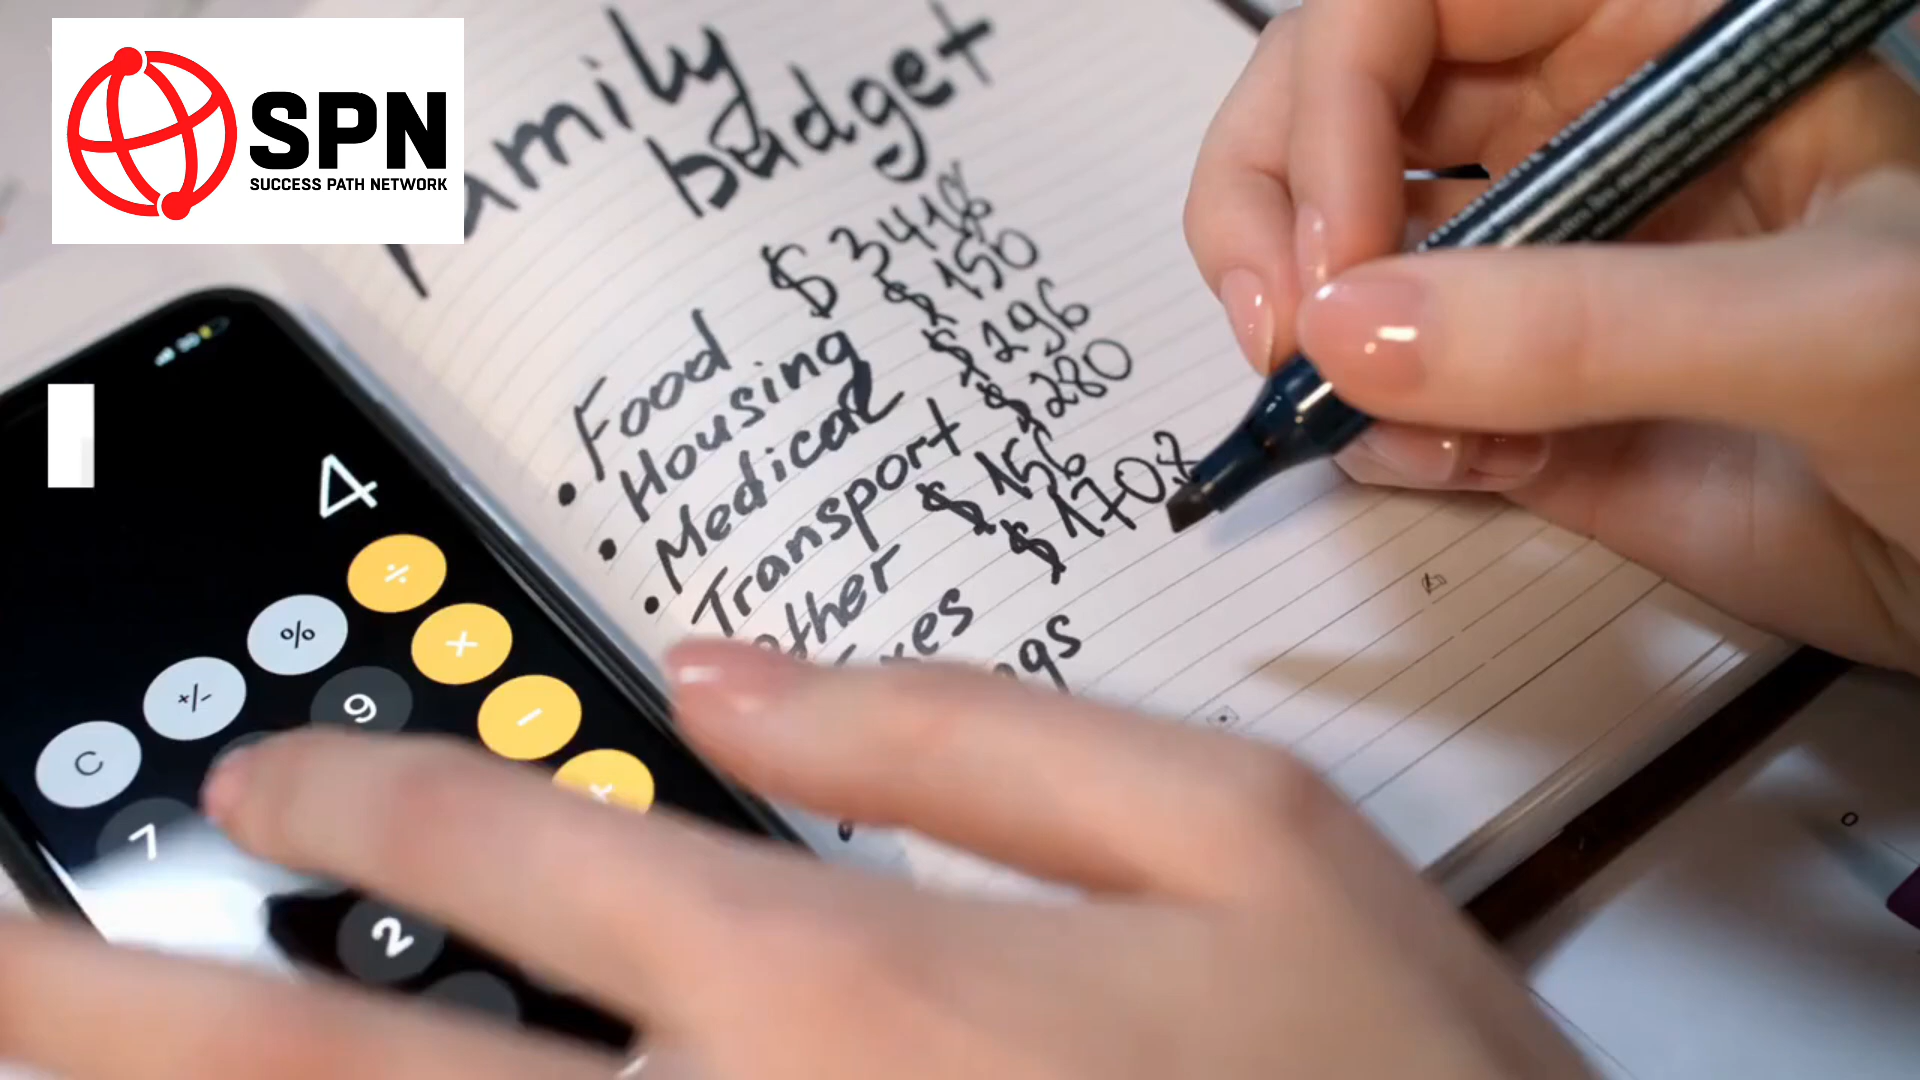 SPN
SUCCESS PATH NETWORK
Family
budget
Food $ 3418
• Housing $ 150
• Medical $ 296
• Transport $ 280
other $ 156
$ 1708
4
÷
% ×
+/- 9 −
C +
7
2